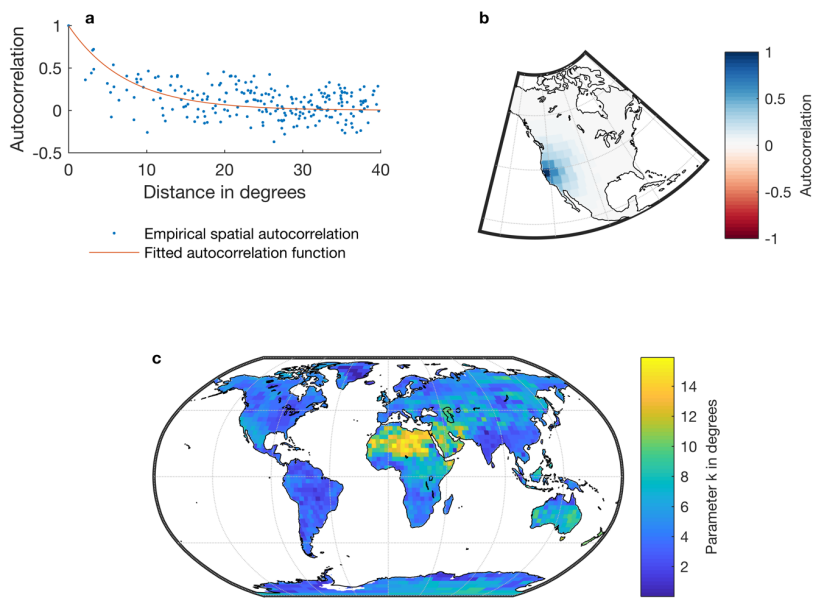 a
1
0.5
0
-0.5
Autocorrelation
0 10 20 30 40
Distance in degrees
Empirical spatial autocorrelation
Fitted autocorrelation function
b
1
0.5
0
-0.5
-1
Autocorrelation
c
14
12
10
8
6
4
2
Parameter k in degrees